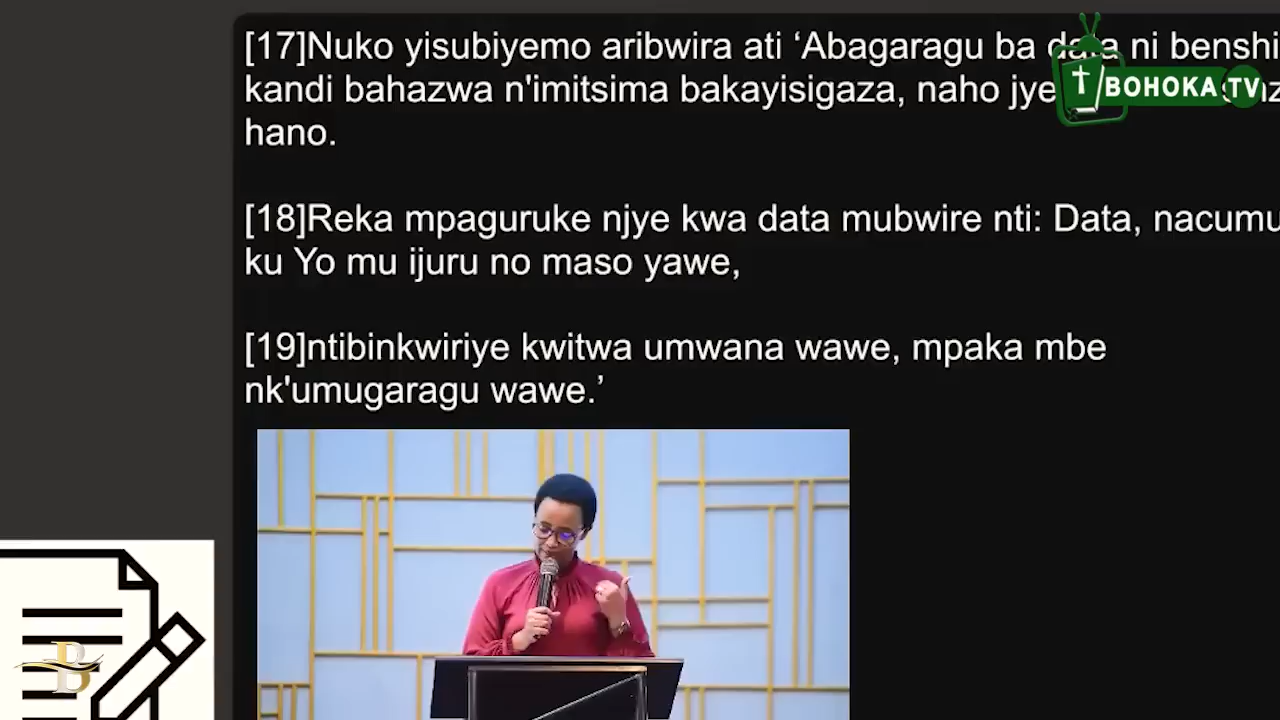 [17]Nuko yisubiyemo aribwira ati ‘Abagaragu ba data ni benshi
kandi bahazwa n'imitsima bakayisigaza, naho jye
hano.
[18]Reka mpaguruke njye kwa data mubwire nti: Data, nacumu
ku Yo mu ijuru no maso yawe,
[19]ntibinkwiriye kwitwa umwana wawe, mpaka mbe
nk'umugaragu wawe.’
BOHOKA TV
B